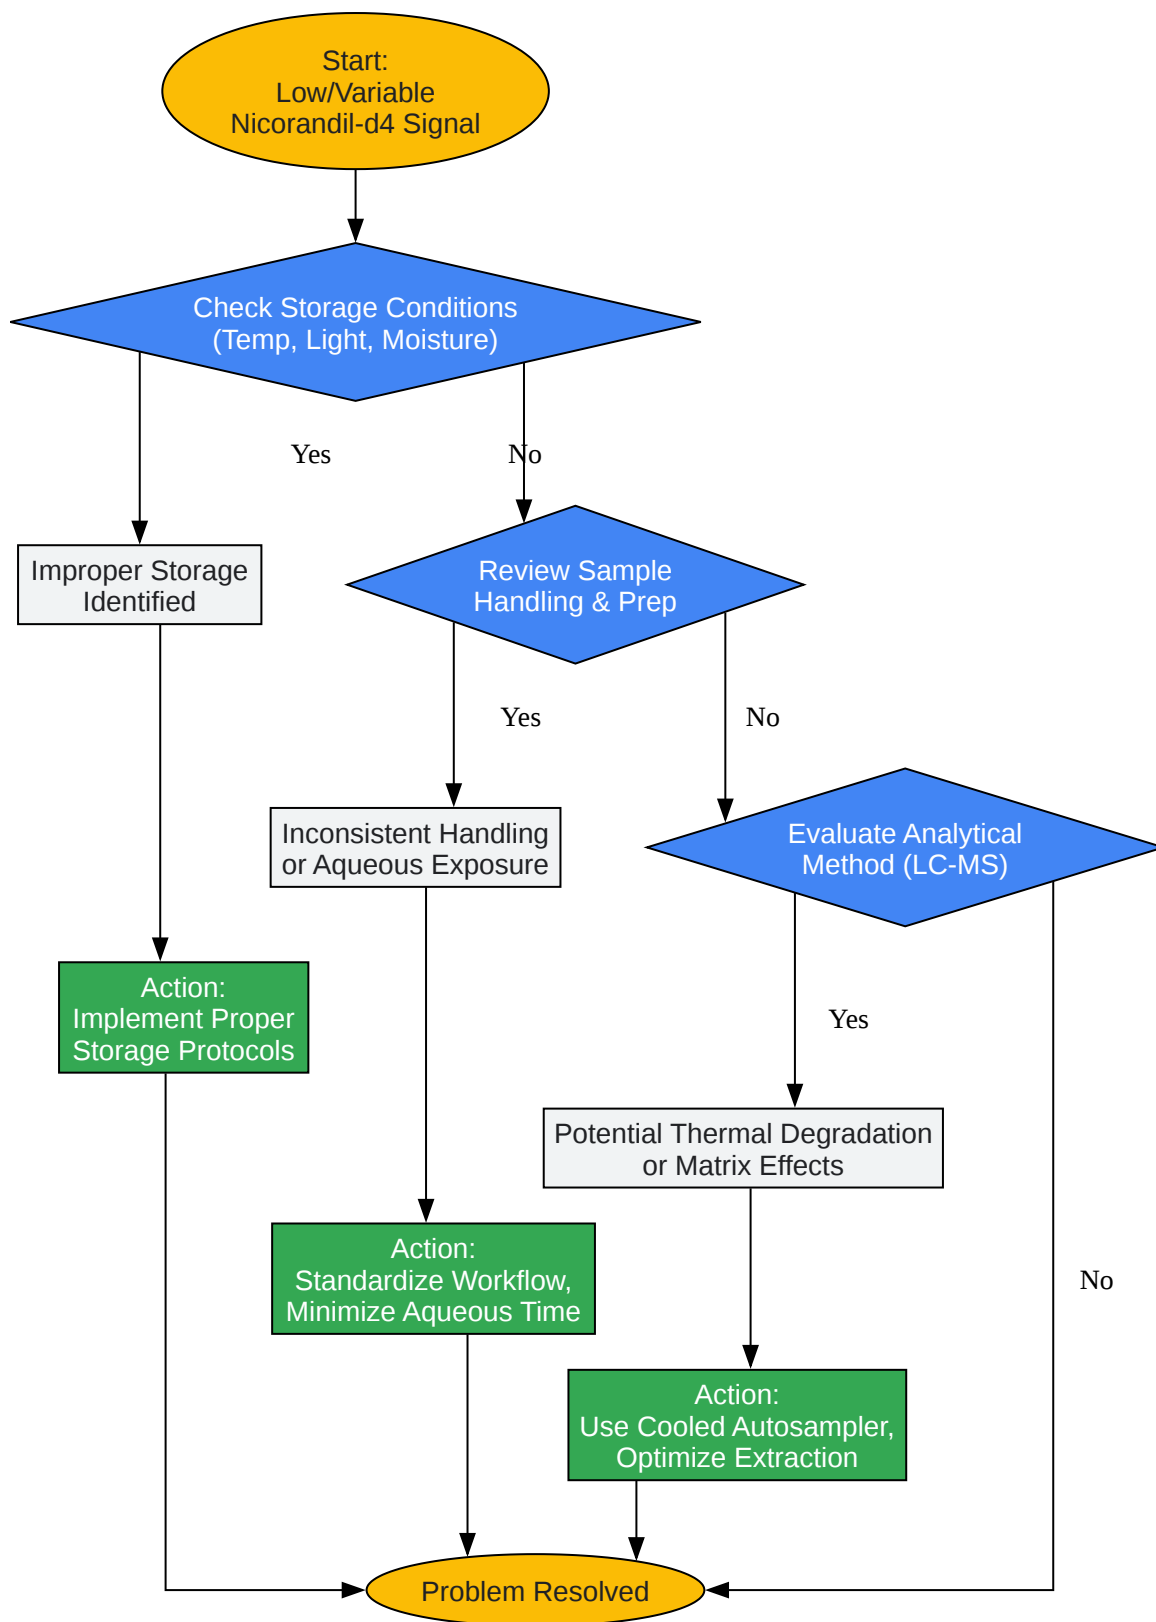 Start:
Low/Variable
Nicorandil-d4 Signal
Check Storage Conditions
(Temp, Light, Moisture)
Yes
No
Improper Storage
Identified
Review Sample
Handling & Prep
Yes
No
Inconsistent Handling
or Aqueous Exposure
Evaluate Analytical
Method (LC-MS)
Action:
Implement Proper
Storage Protocols
Yes
Potential Thermal Degradation
or Matrix Effects
Action:
Standardize Workflow,
Minimize Aqueous Time
No
Action:
Use Cooled Autosampler,
Optimize Extraction
Problem Resolved